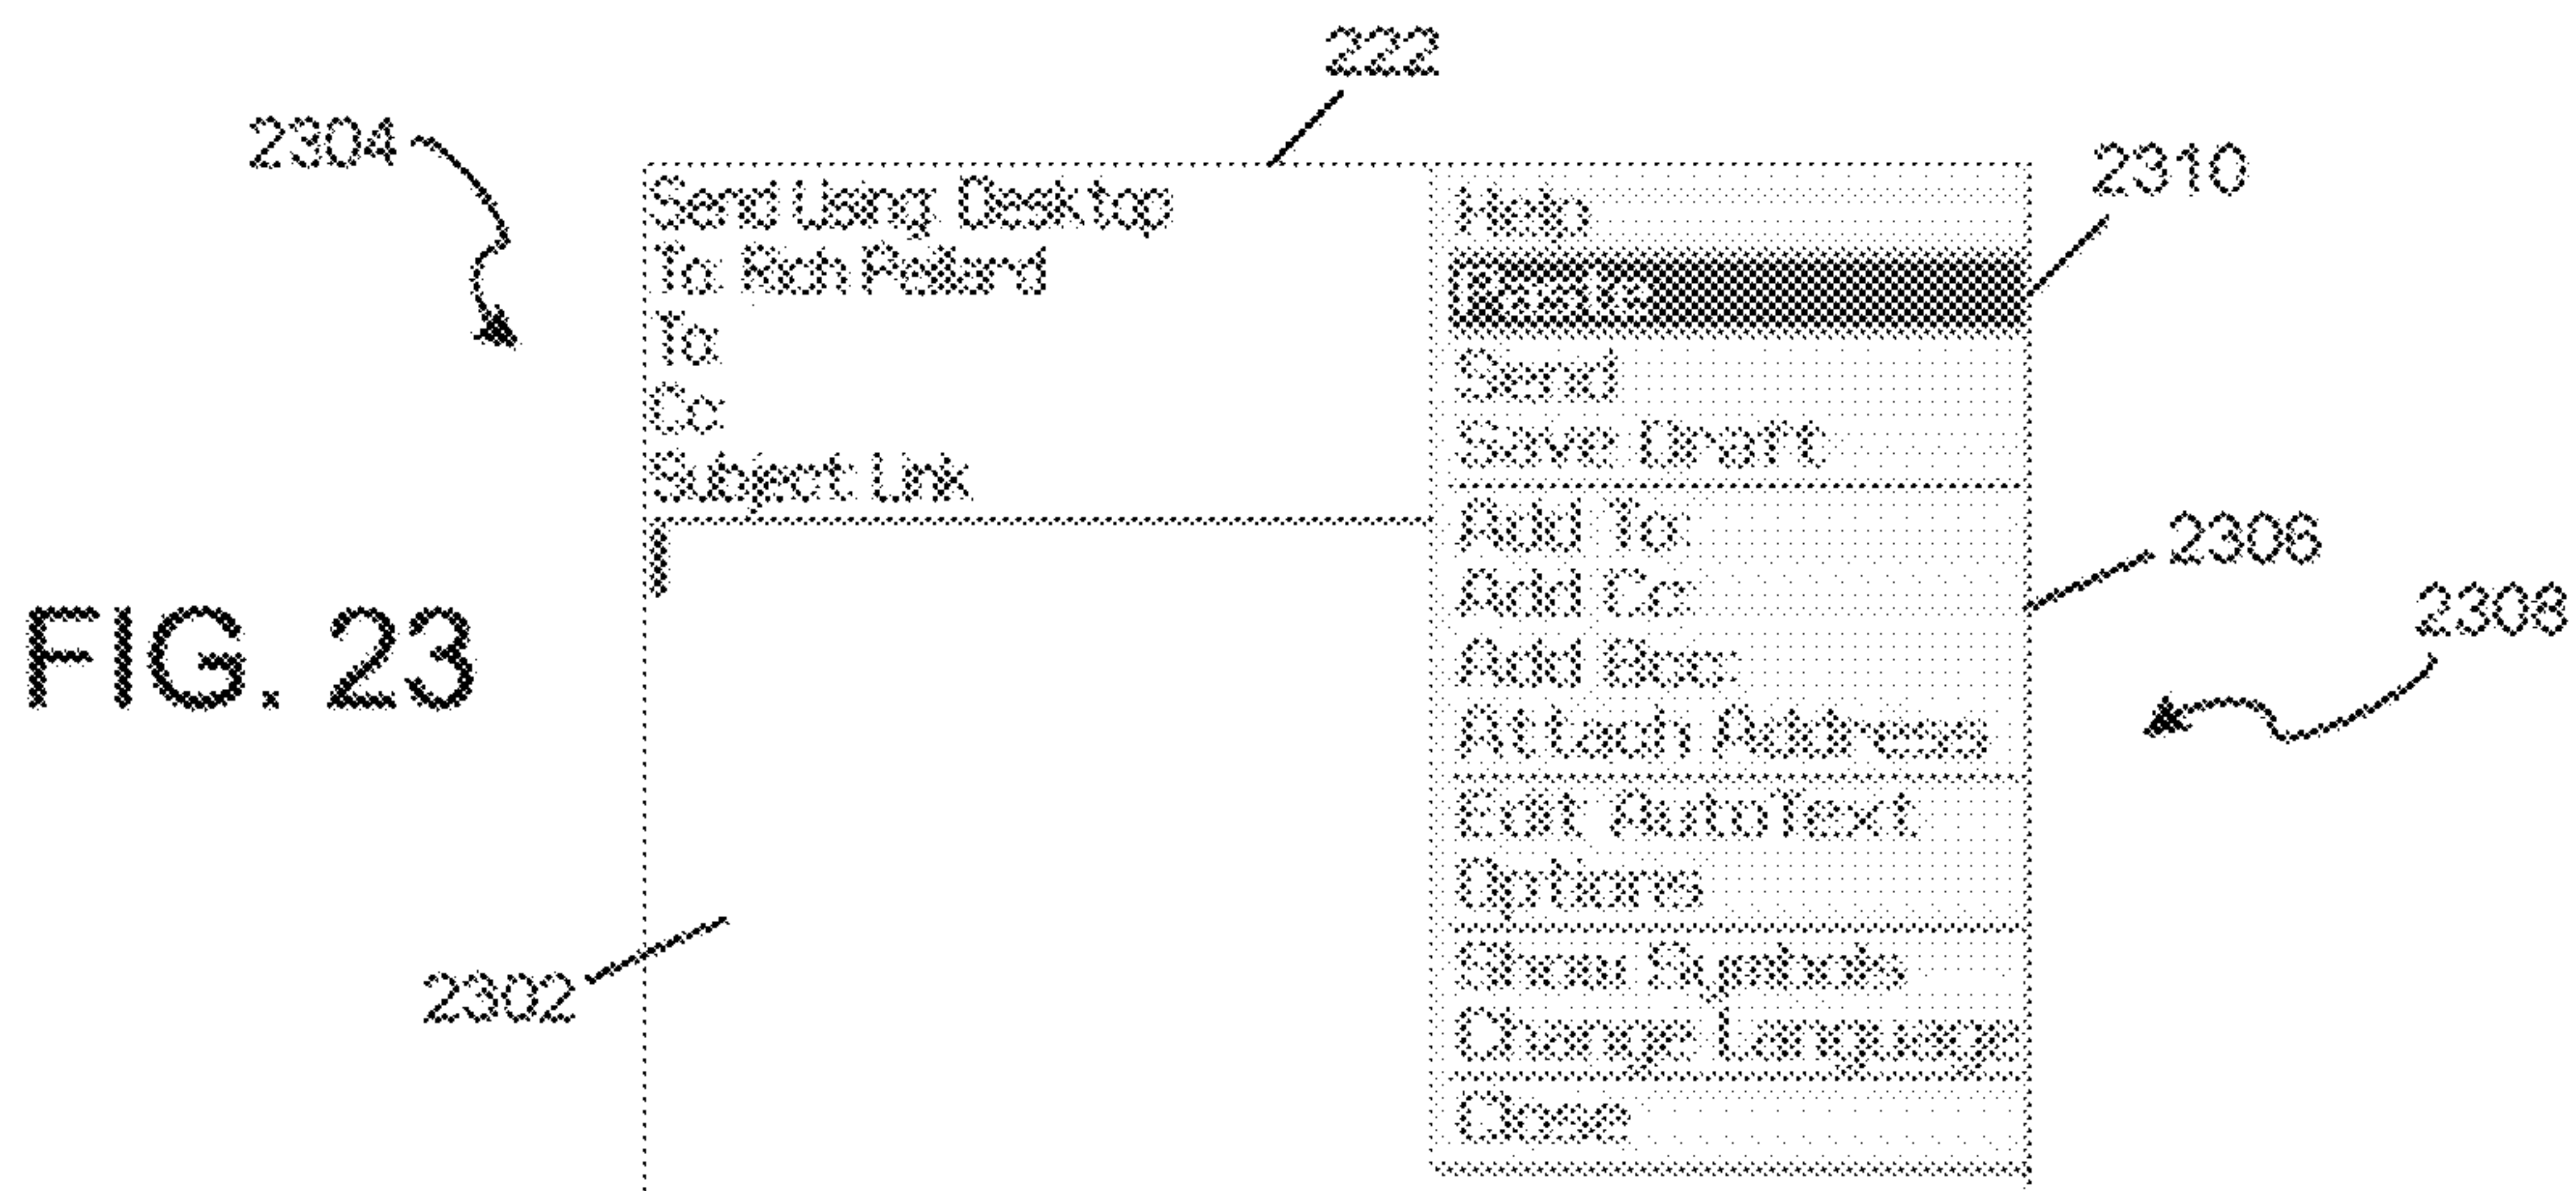 222
2304
2310
Send Using: Desktop
To: Rich Pollard
To:
Cc:
Subject: Link
Help
Paste
Send
Save Draft
Add To:
Add Cc:
Add Bcc:
Attach Address
Edit AutoText
Options
Show Symbols
Change Language
Close
2306
2308
FIG. 23
2302